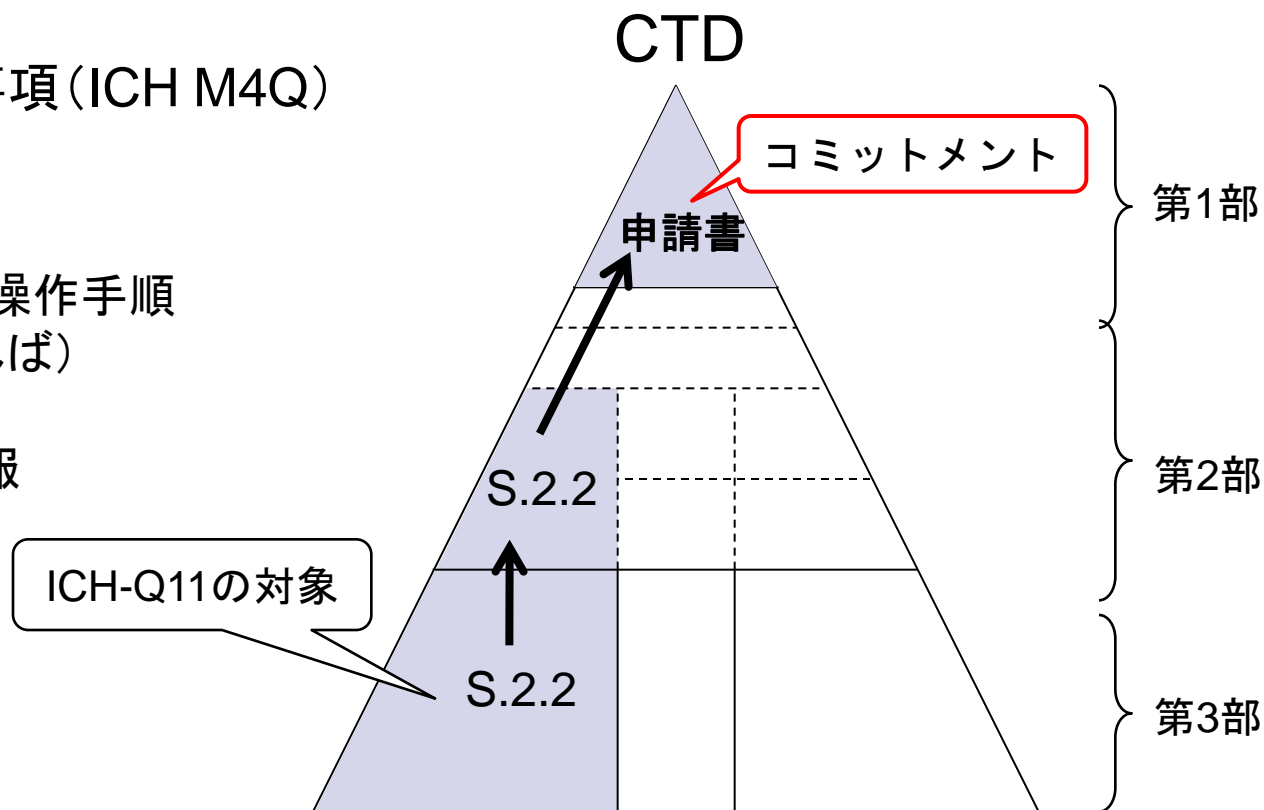 CTD
事項（ICH M4Q）
コミットメント
第1部
申請書
操作手順
ば）
報
S.2.2
第2部
ICH-Q11の対象
S.2.2
第3部